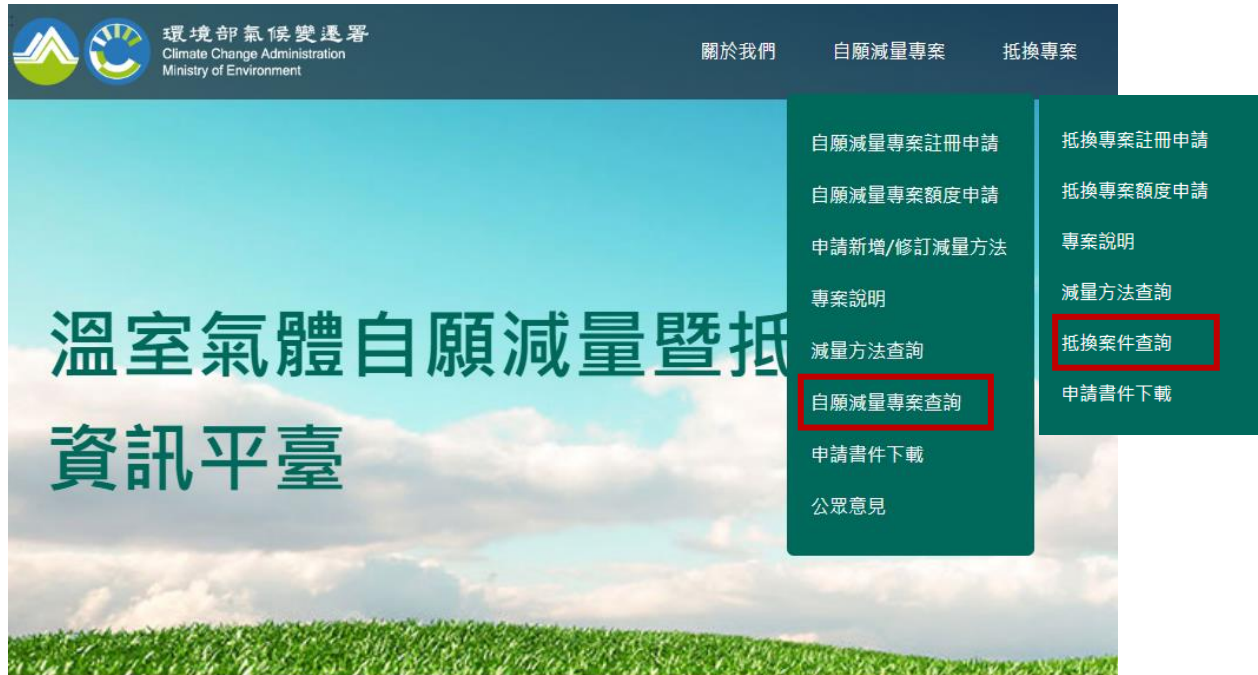 環境部氣候變遷署
Climate Change Administration
Ministry of Environment
關於我們
自願減量專案
抵換專案
自願減量專案註冊申請
自願減量專案額度申請
申請新增/修訂減量方法
專案說明
減量方法查詢
自願減量專案查詢
申請書件下載
公眾意見
抵換專案註冊申請
抵換專案額度申請
專案說明
減量方法查詢
抵換案件查詢
申請書件下載
溫室氣體自願減量暨抵
資訊平臺